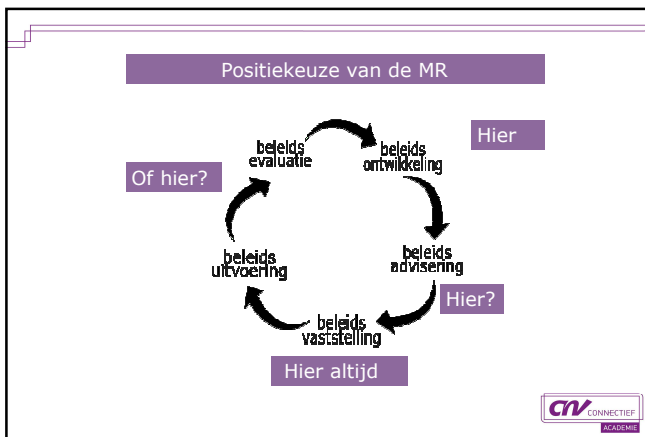 Positiekeuze van de MR
beleids
evaluatie
beleids
ontwikkeling
Hier
Of hier?
beleids
uitvoering
beleids
advisering
Hier?
beleids
vaststelling
Hier altijd
cnv CONNECTIEF
ACADEMIE